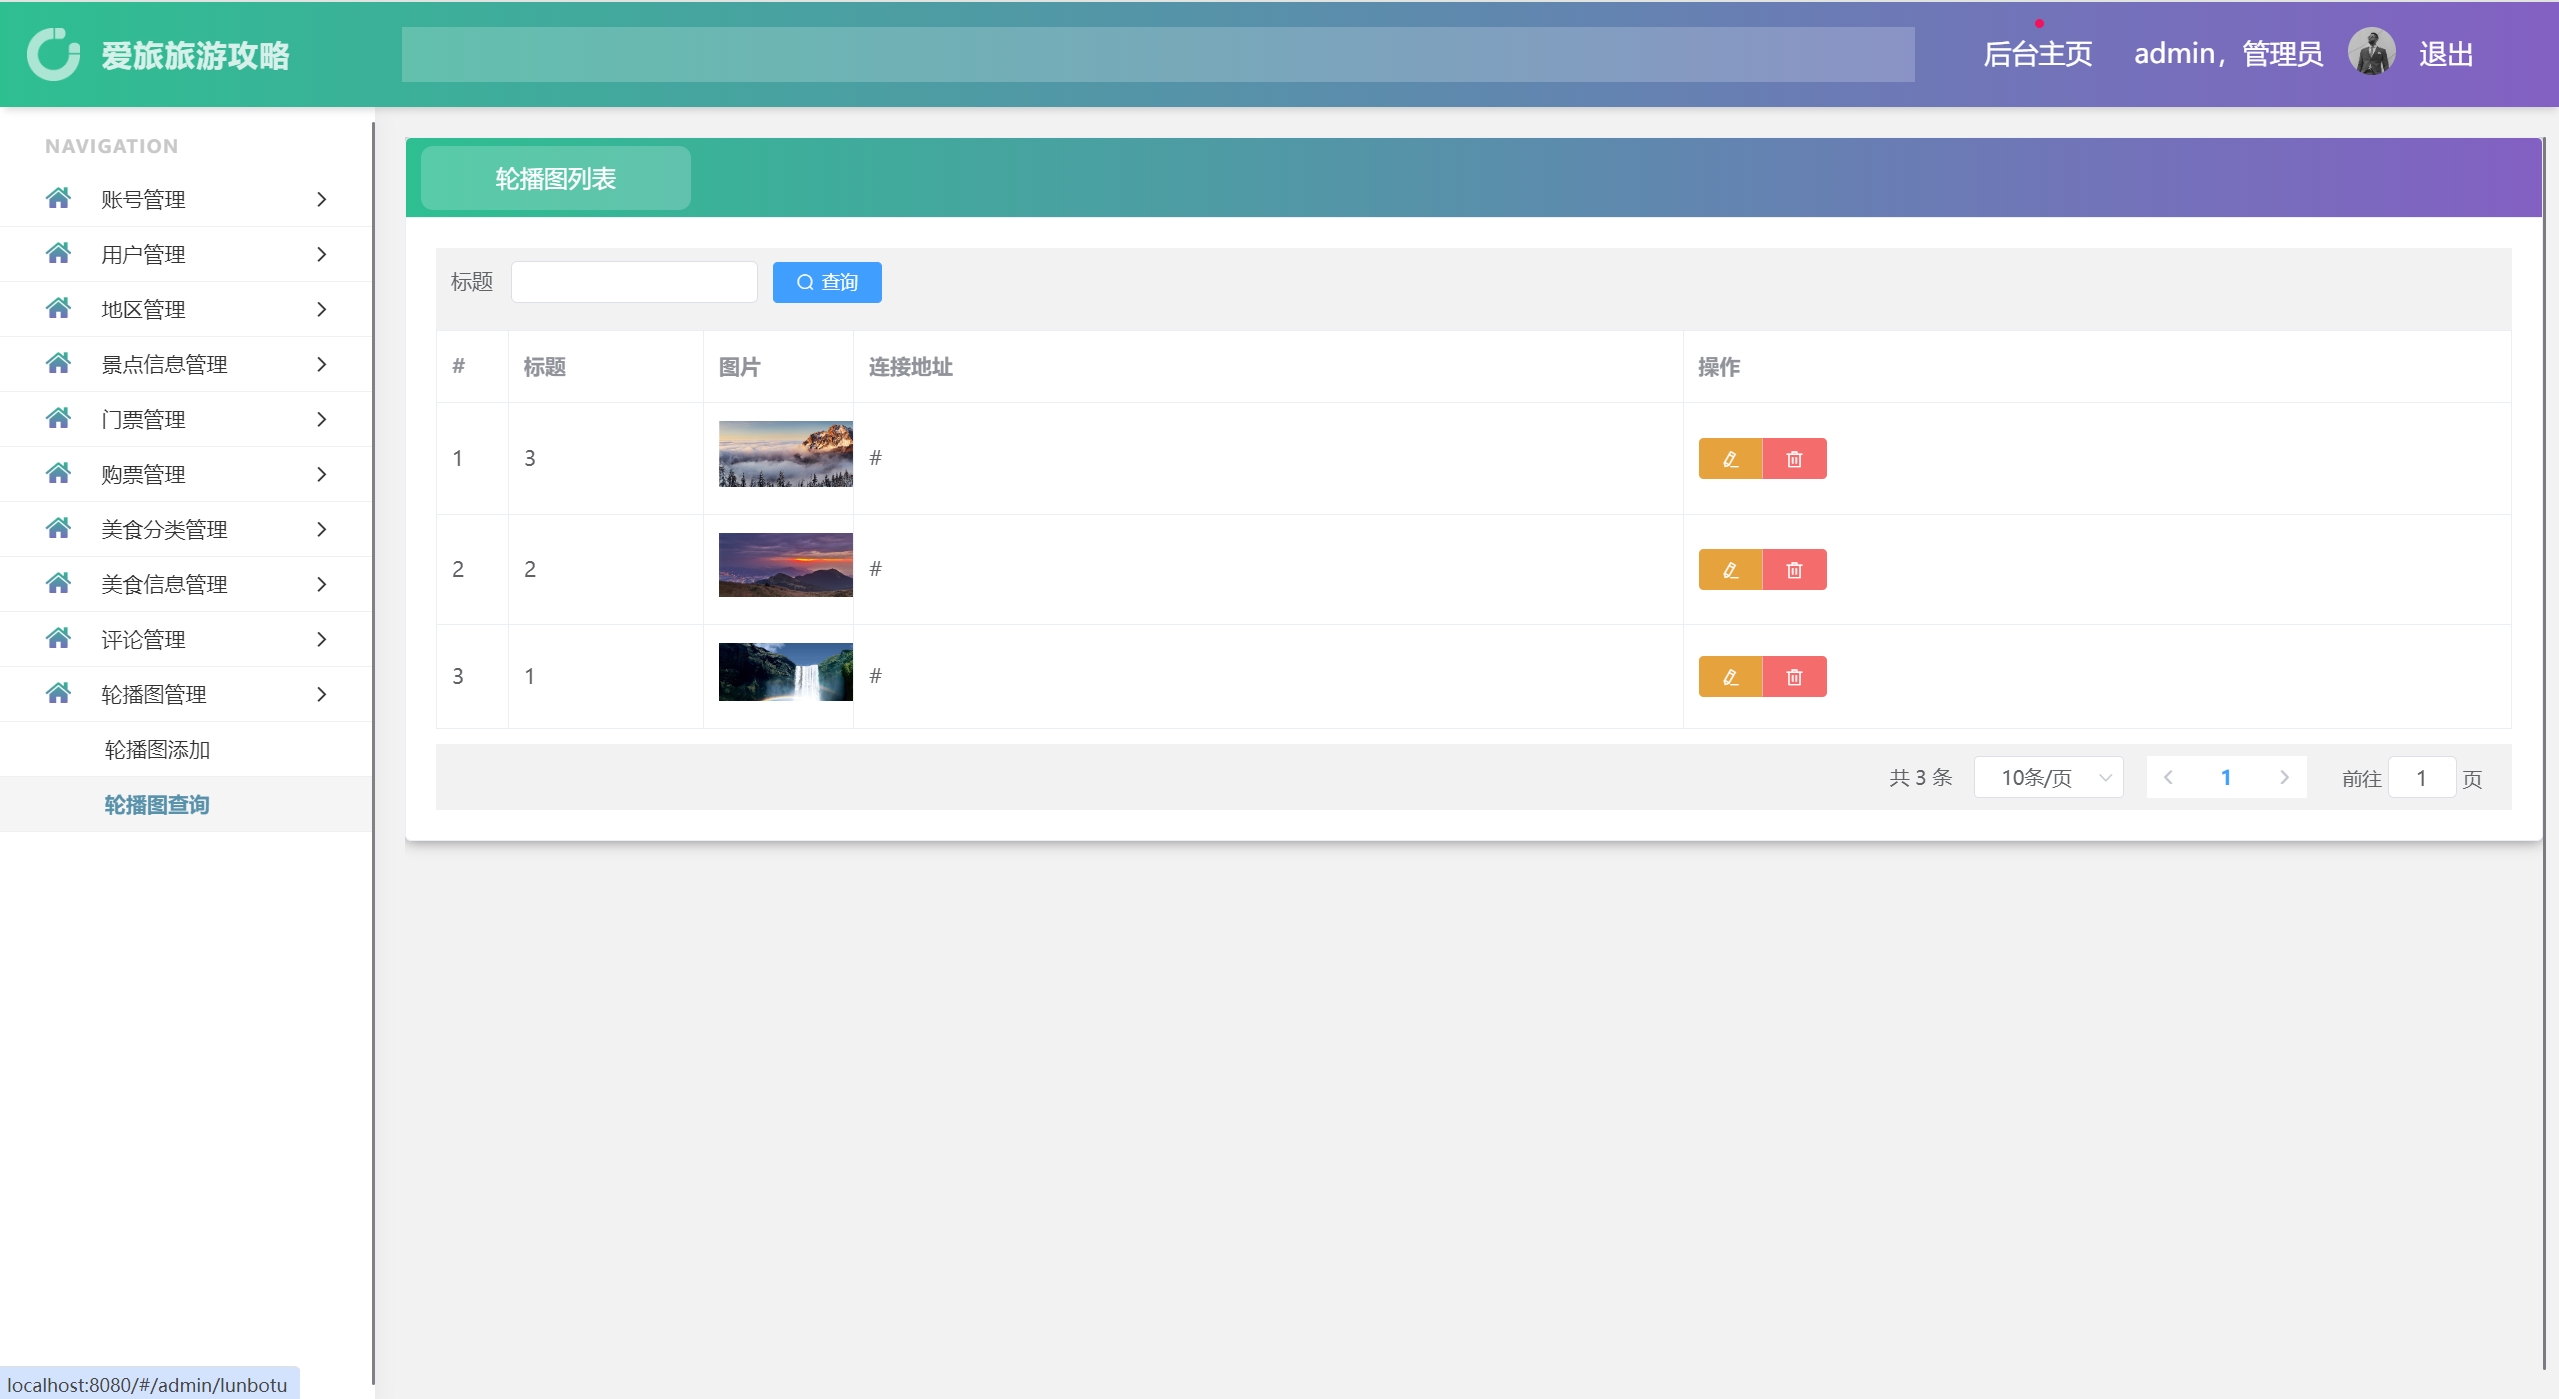 爱旅旅游攻略
后台主页 admin，管理员 退出
NAVIGATION
账号管理
用户管理
地区管理
景点信息管理
门票管理
购票管理
美食分类管理
美食信息管理
评论管理
轮播图管理
轮播图添加
轮播图查询
轮播图列表
标题 查询
# 标题 图片 连接地址 操作
1 3 #
2 2 #
3 1 #
共 3 条 10条/页 1 前往 1 页
localhost:8080/#/admin/lunbotu